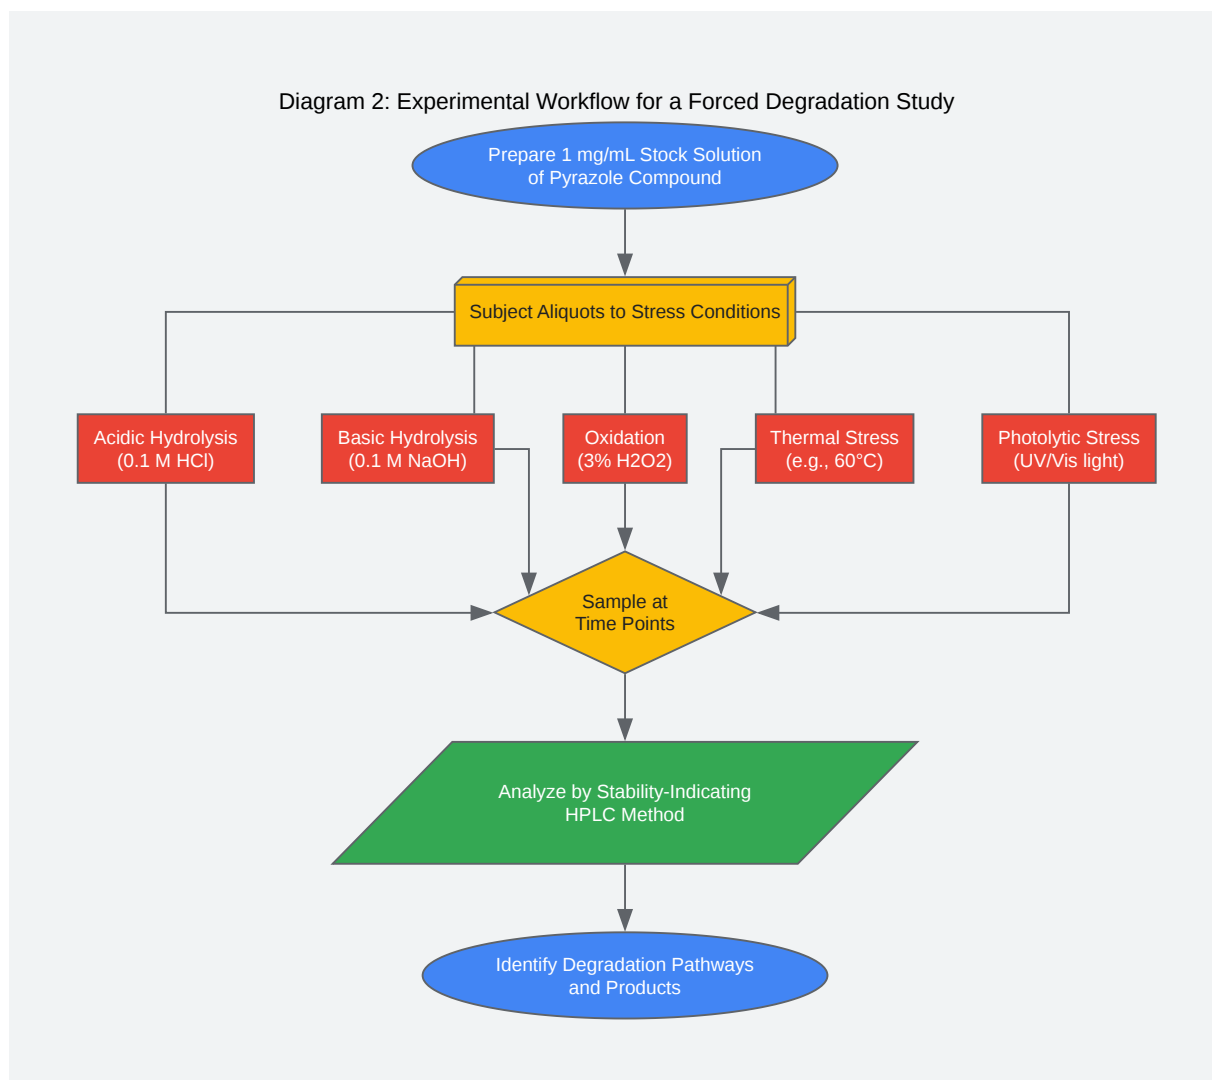 Diagram 2: Experimental Workflow for a Forced Degradation Study
Prepare 1 mg/mL Stock Solution
of Pyrazole Compound
Subject Aliquots to Stress Conditions
Acidic Hydrolysis
(0.1 M HCl)
Basic Hydrolysis
(0.1 M NaOH)
Oxidation
(3% H2O2)
Thermal Stress
(e.g., 60°C)
Photolytic Stress
(UV/Vis light)
Sample at
Time Points
Analyze by Stability-Indicating
HPLC Method
Identify Degradation Pathways
and Products